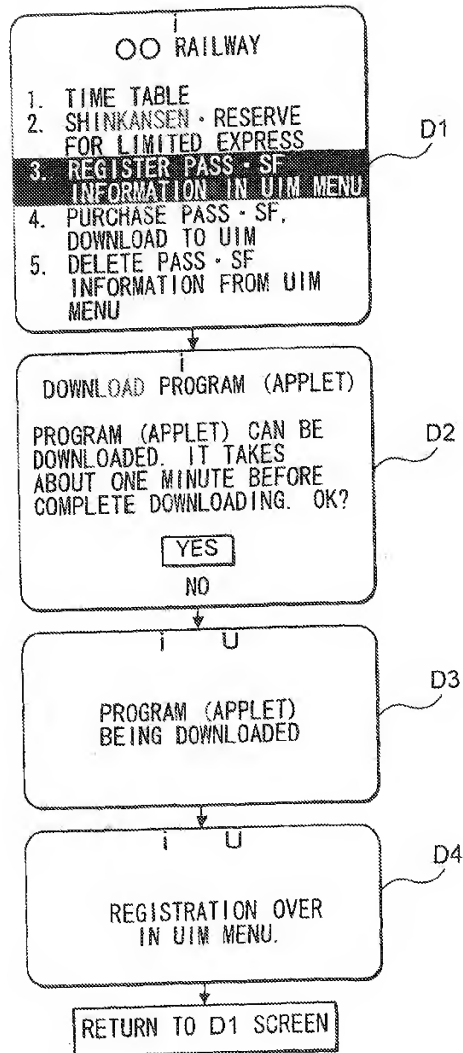 i
○○ RAILWAY
1. TIME TABLE
2. SHINKANSEN・RESERVE
FOR LIMITED EXPRESS
3. REGISTER PASS・SF
INFORMATION IN UIM MENU
4. PURCHASE PASS・SF,
DOWNLOAD TO UIM
5. DELETE PASS・SF
INFORMATION FROM UIM
MENU
D1
i
DOWNLOAD PROGRAM (APPLET)
PROGRAM (APPLET) CAN BE
DOWNLOADED. IT TAKES
ABOUT ONE MINUTE BEFORE
COMPLETE DOWNLOADING. OK?
YES
NO
D2
i U
PROGRAM (APPLET)
BEING DOWNLOADED
D3
i U
REGISTRATION OVER
IN UIM MENU.
D4
RETURN TO D1 SCREEN